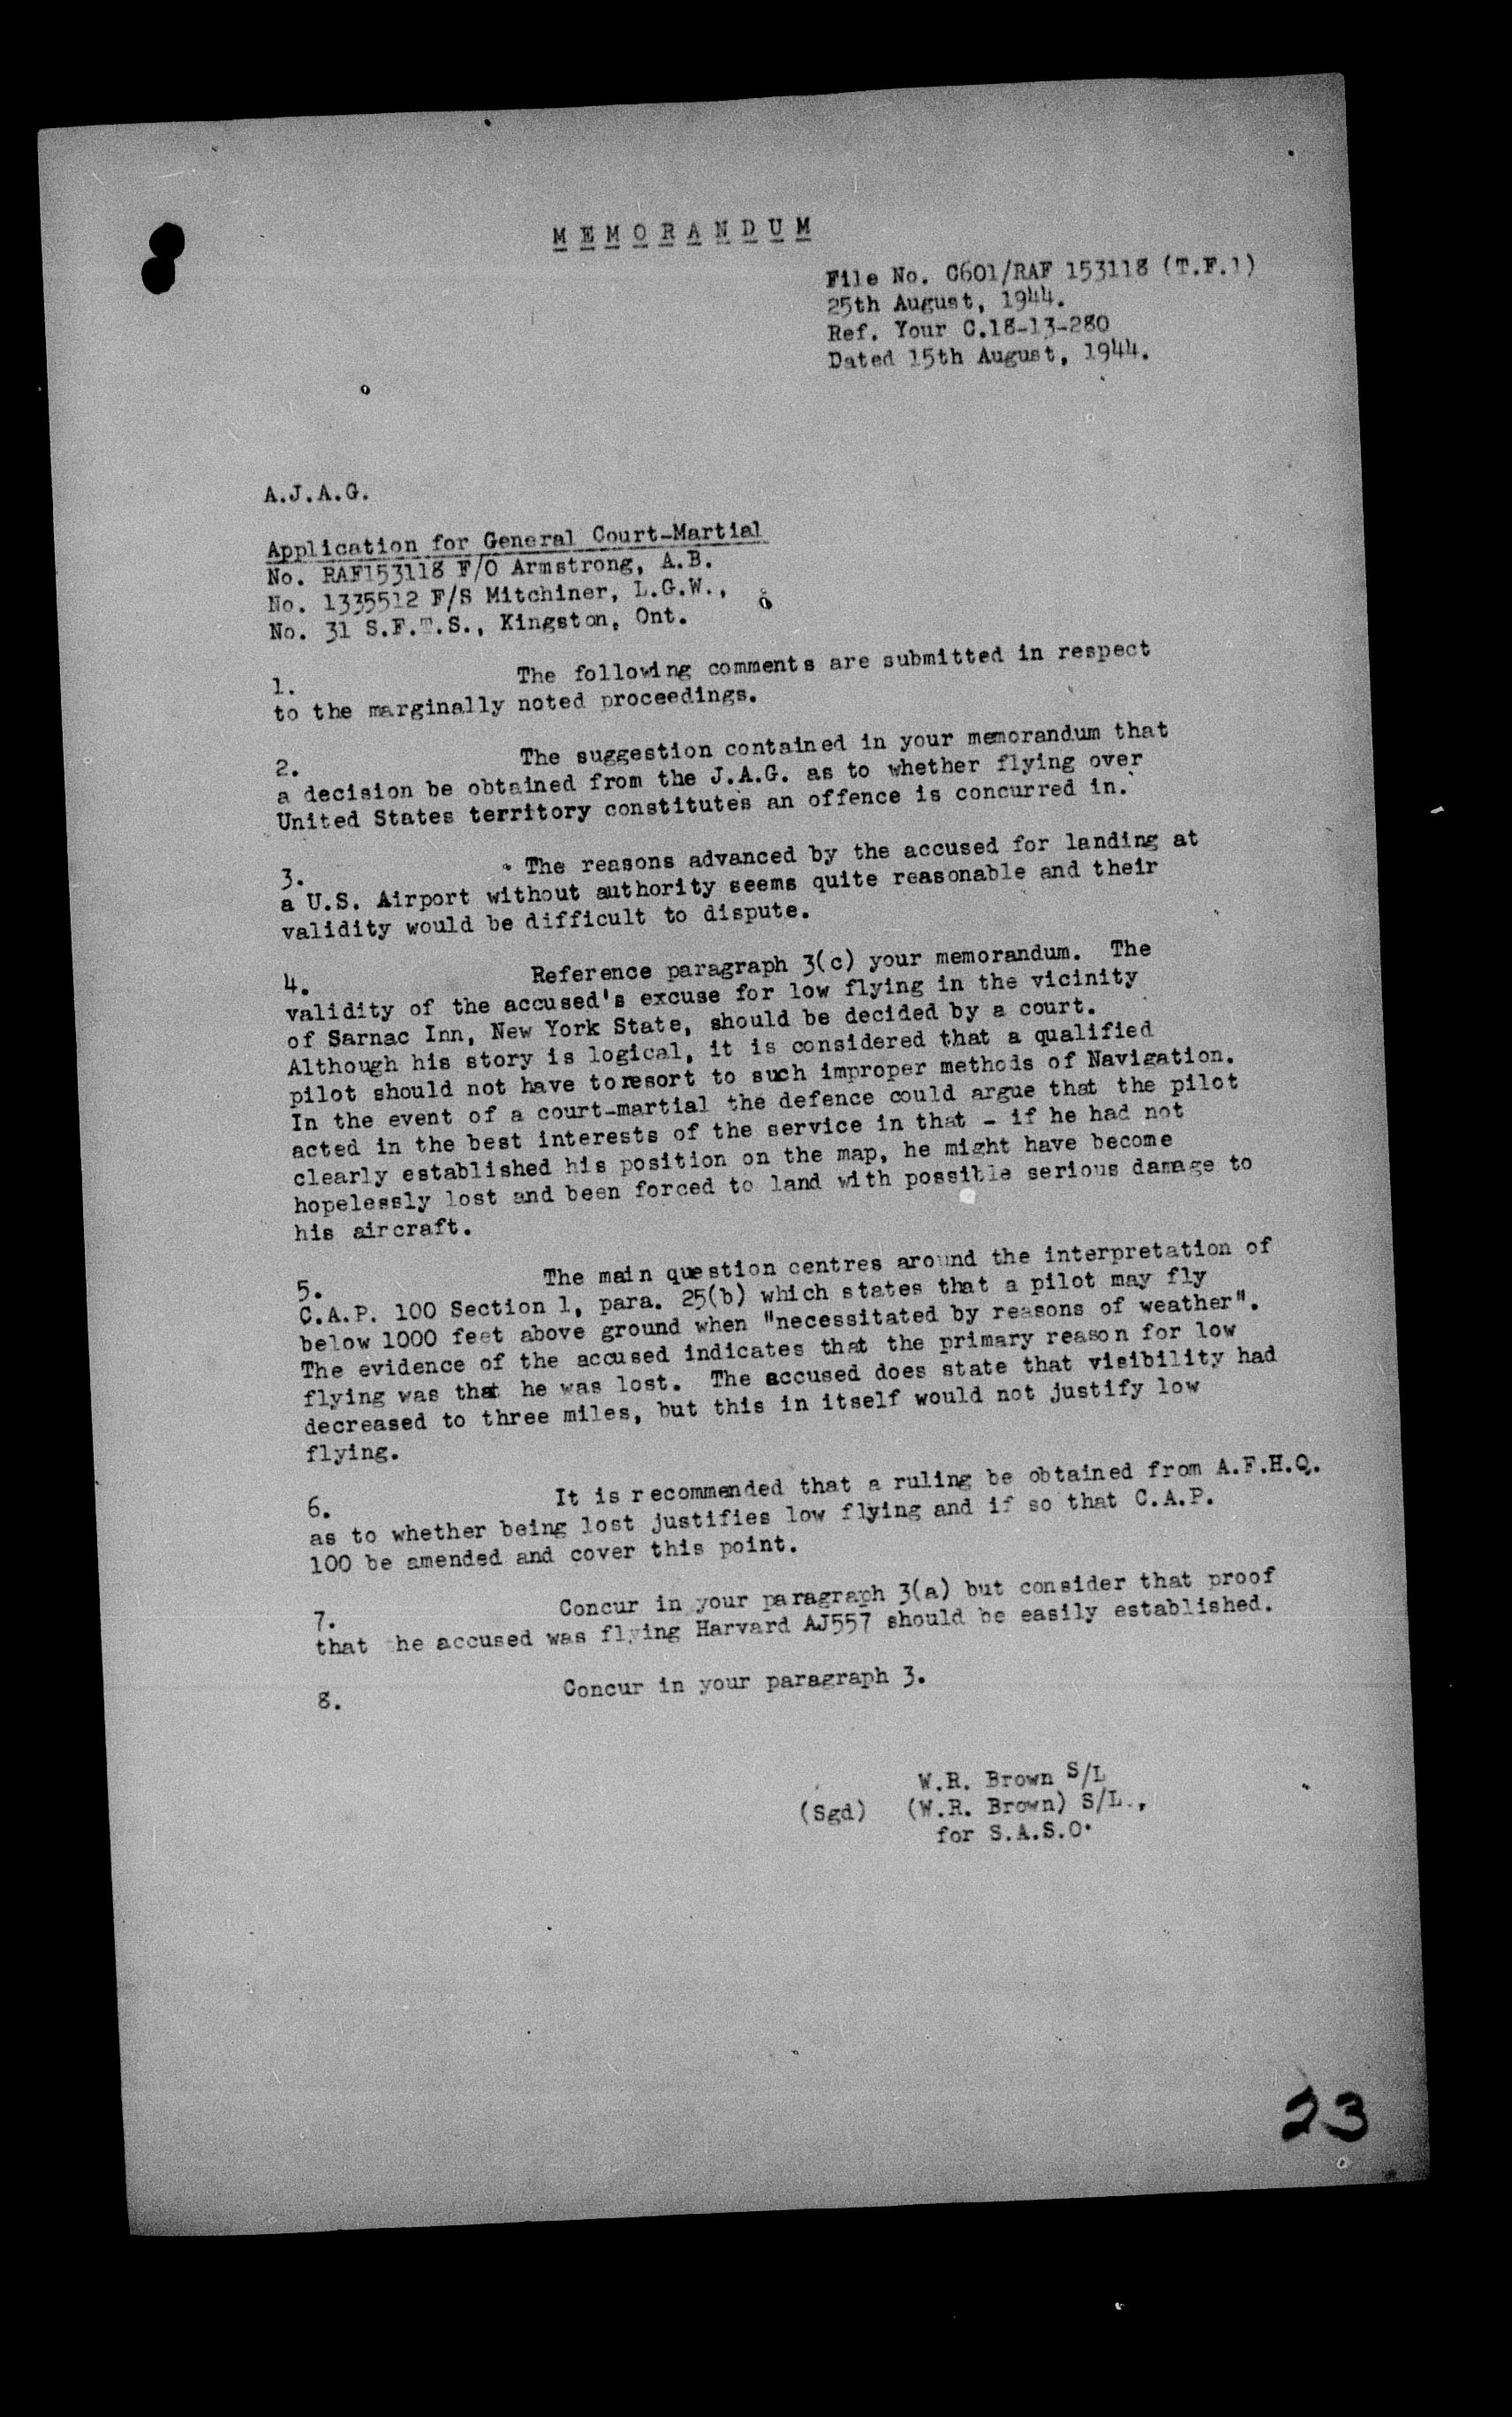 MEMORANDUM
File No. C601/RAF 153118 (T.F.1)
25th August, 1944.
Ref. Your C.18-13-280
Dated 15th August, 1944.
A.J.A.G.
Application for General Court-Martial
No. RAF153118 F/O Armstrong, A.B.
No. 1335512 F/S Mitchiner, L.G.W.,
No. 31 S.F.T.S., Kingston, Ont.
1. The following comments are submitted in respect
to the marginally noted proceedings.
2. The suggestion contained in your memorandum that
a decision be obtained from the J.A.G. as to whether flying over
United States territory constitutes an offence is concurred in.
3. The reasons advanced by the accused for landing at
a U.S. Airport without authority seems quite reasonable and their
validity would be difficult to dispute.
4. Reference paragraph 3(c) your memorandum. The
validity of the accused's excuse for low flying in the vicinity
of Sarnac Inn, New York State, should be decided by a court.
Although his story is logical, it is considered that a qualified
pilot should not have to resort to such improper methods of Navigation.
In the event of a court-martial the defence could argue that the pilot
acted in the best interests of the service in that - if he had not
clearly established his position on the map, he might have become
hopelessly lost and been forced to land with possible serious damage to
his aircraft.
5. The main question centres around the interpretation of
C.A.P. 100 Section 1, para. 25(b) which states that a pilot may fly
below 1000 feet above ground when "necessitated by reasons of weather".
The evidence of the accused indicates that the primary reason for low
flying was that he was lost. The accused does state that visibility had
decreased to three miles, but this in itself would not justify low
flying.
6. It is recommended that a ruling be obtained from A.F.H.Q.
as to whether being lost justifies low flying and if so that C.A.P.
100 be amended and cover this point.
7. Concur in your paragraph 3(a) but consider that proof
that he accused was flying Harvard AJ557 should be easily established.
8. Concur in your paragraph 3.
W.R. Brown S/L
(Sgd) (W.R. Brown) S/L.,
for S.A.S.O.
23